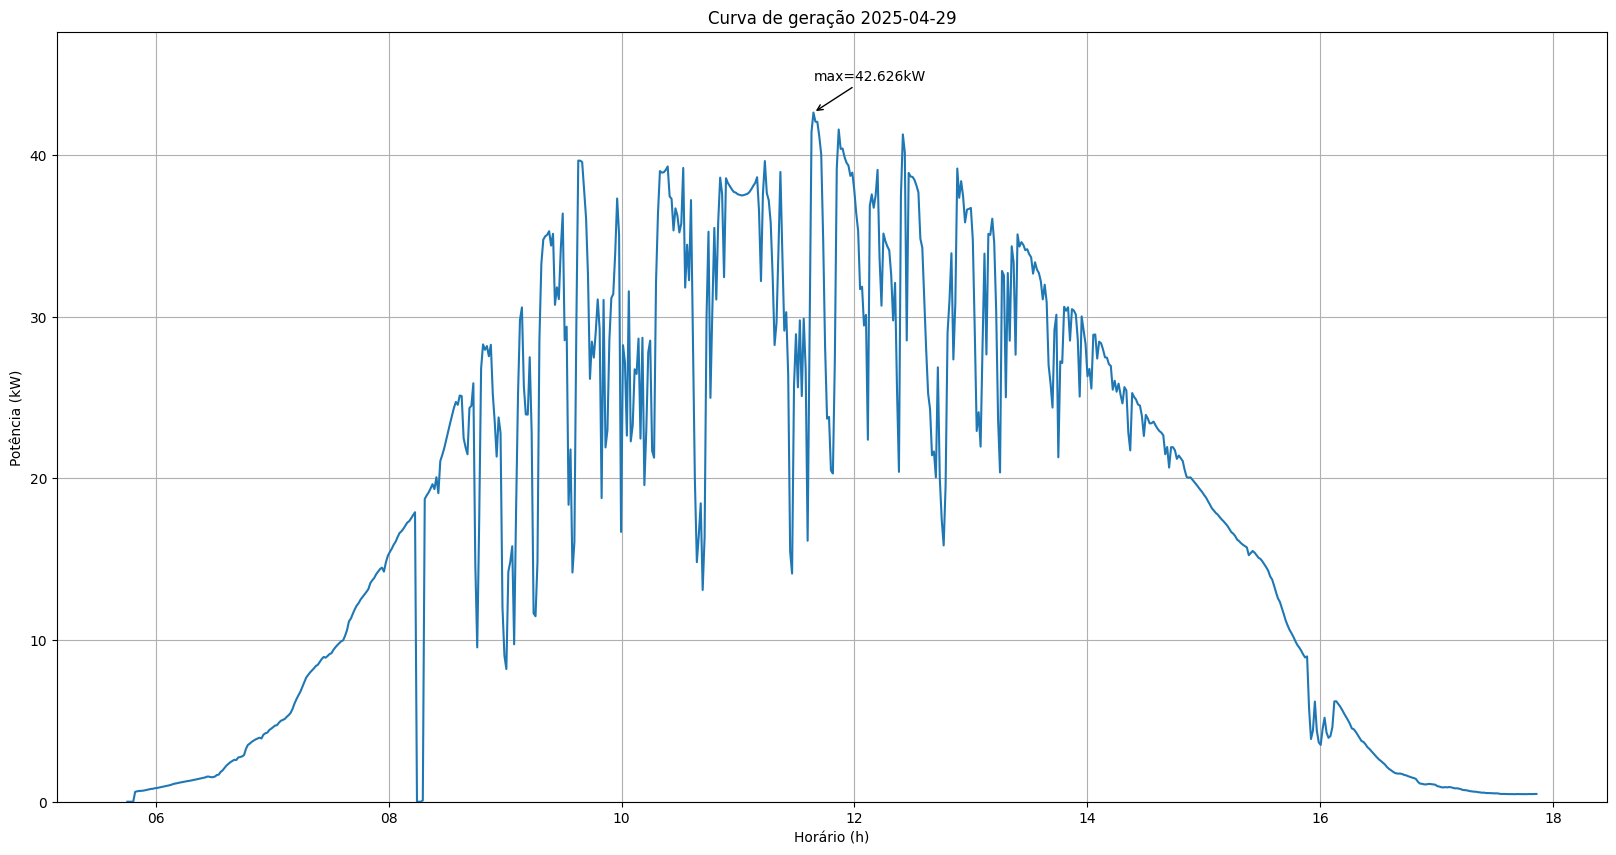 Curva de geração 2025-04-29
max=42.626kW
Potência (kW)
40
30
20
10
0
06 08 10 12 14 16 18
Horário (h)